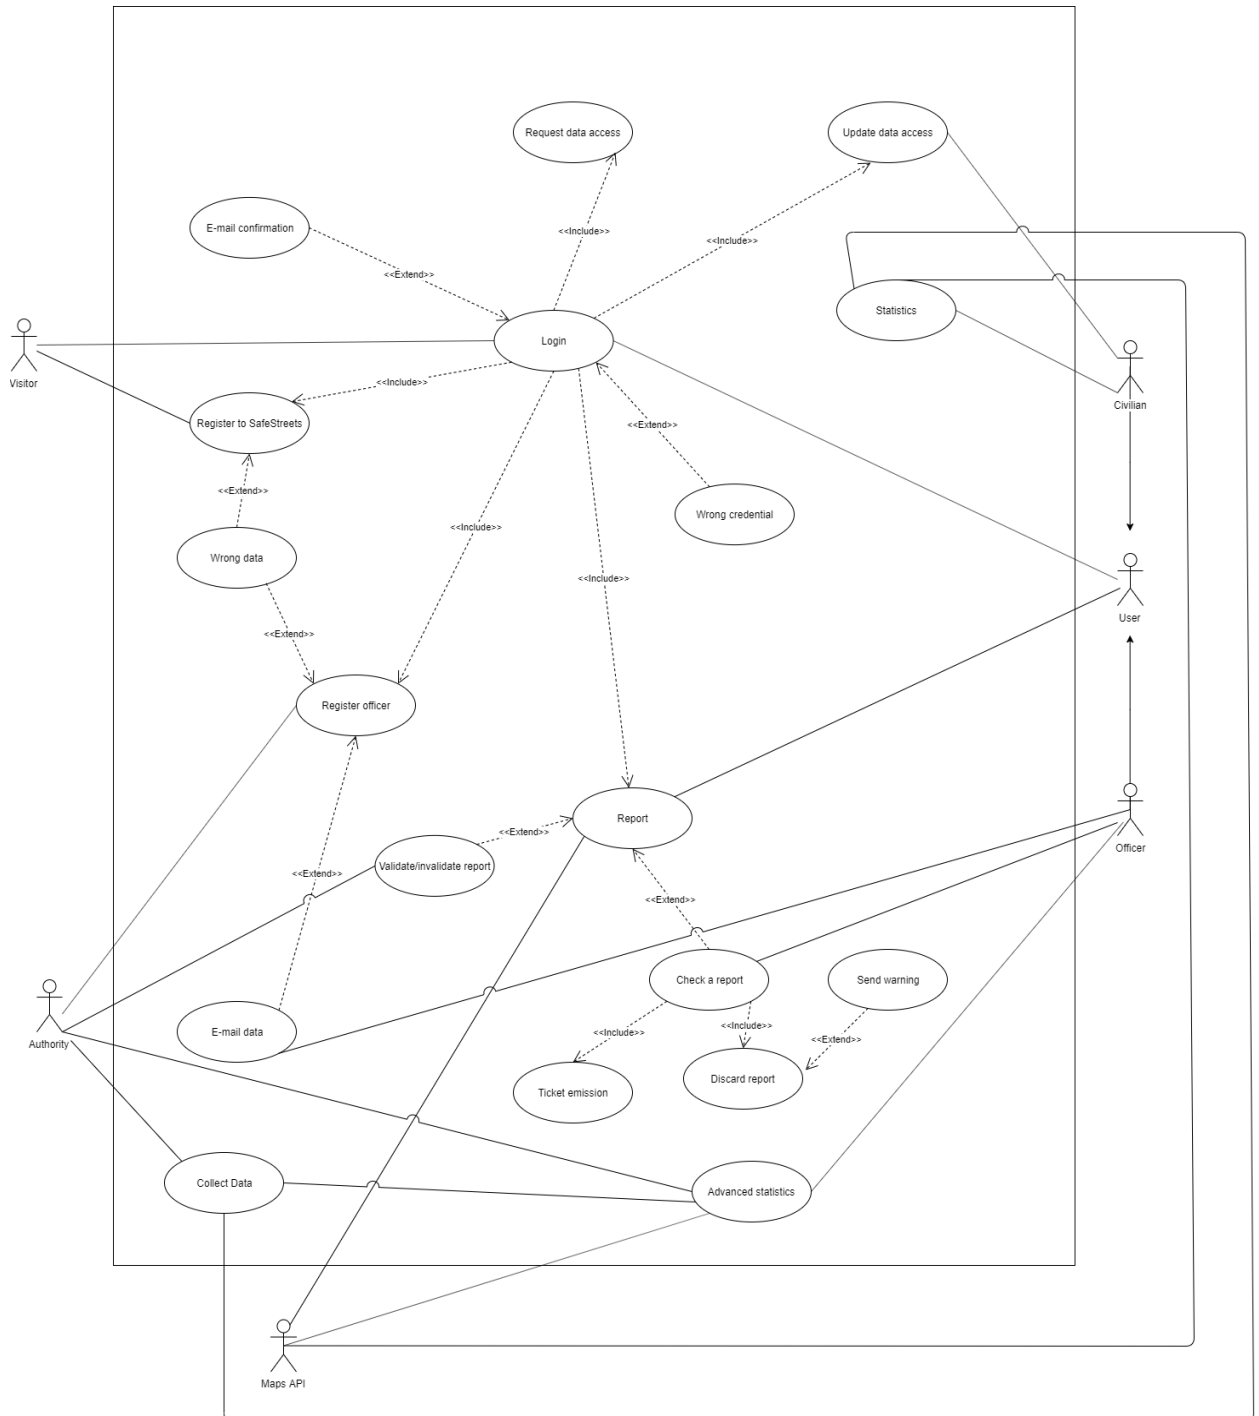 Request data access
Update data access
E-mail confirmation
<<Include>>
<<Include>>
<<Extend>>
Statistics
Login
Visitor
<<Include>>
Civilian
Register to SafeStreets
<<Extend>>
<<Extend>>
Wrong credential
<<Include>>
Wrong data
<<Include>>
User
<<Extend>>
Register officer
Report
<<Extend>>
Officer
Validate/invalidate report
<<Extend>>
<<Extend>>
Check a report
Send warning
E-mail data
<<Include>>
<<Include>>
<<Extend>>
Authority
Ticket emission
Discard report
Collect Data
Advanced statistics
Maps API